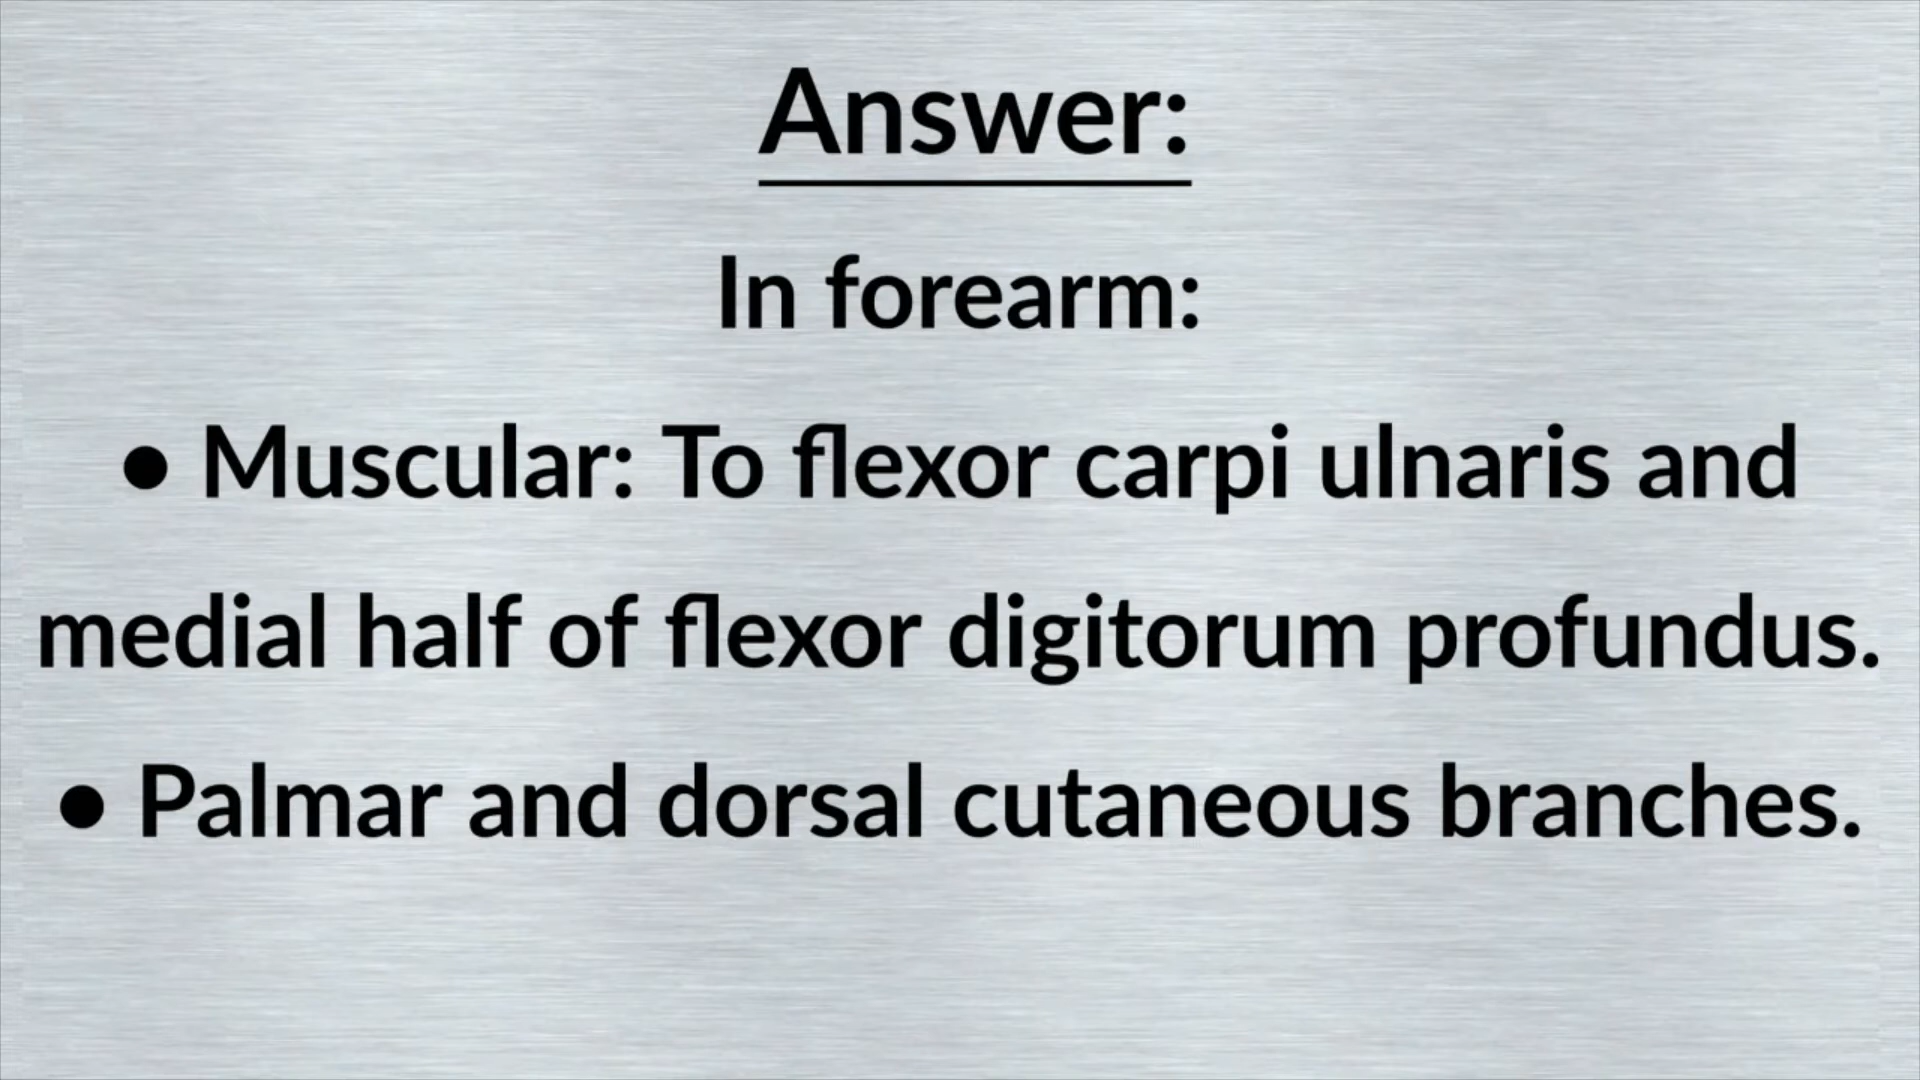 Answer:
In forearm:
● Muscular: To flexor carpi ulnaris and
medial half of flexor digitorum profundus.
● Palmar and dorsal cutaneous branches.